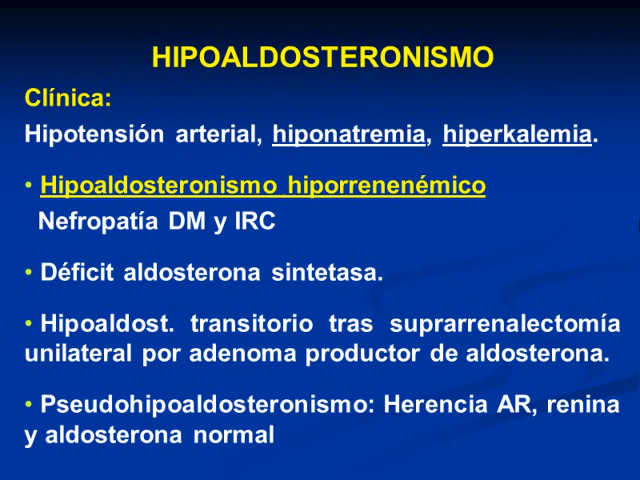 HIPOALDOSTERONISMO
Clínica:
Hipotensión arterial, hiponatremia, hiperkalemia.
• Hipoaldosteronismo hiporrenenémico
Nefropatía DM y IRC
• Déficit aldosterona sintetasa.
• Hipoaldost. transitorio tras suprarrenalectomía
unilateral por adenoma productor de aldosterona.
• Pseudohipoaldosteronismo: Herencia AR, renina
y aldosterona normal